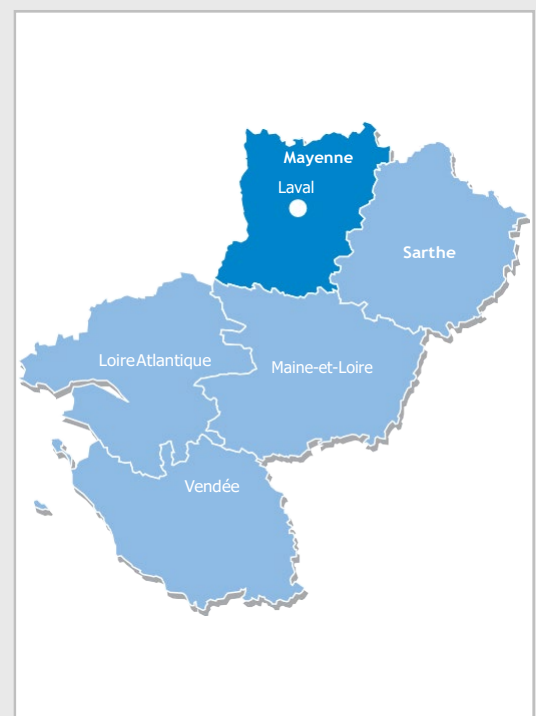 Mayenne
Laval
Sarthe
LoireAtlantique
Maine-et-Loire
Vendée